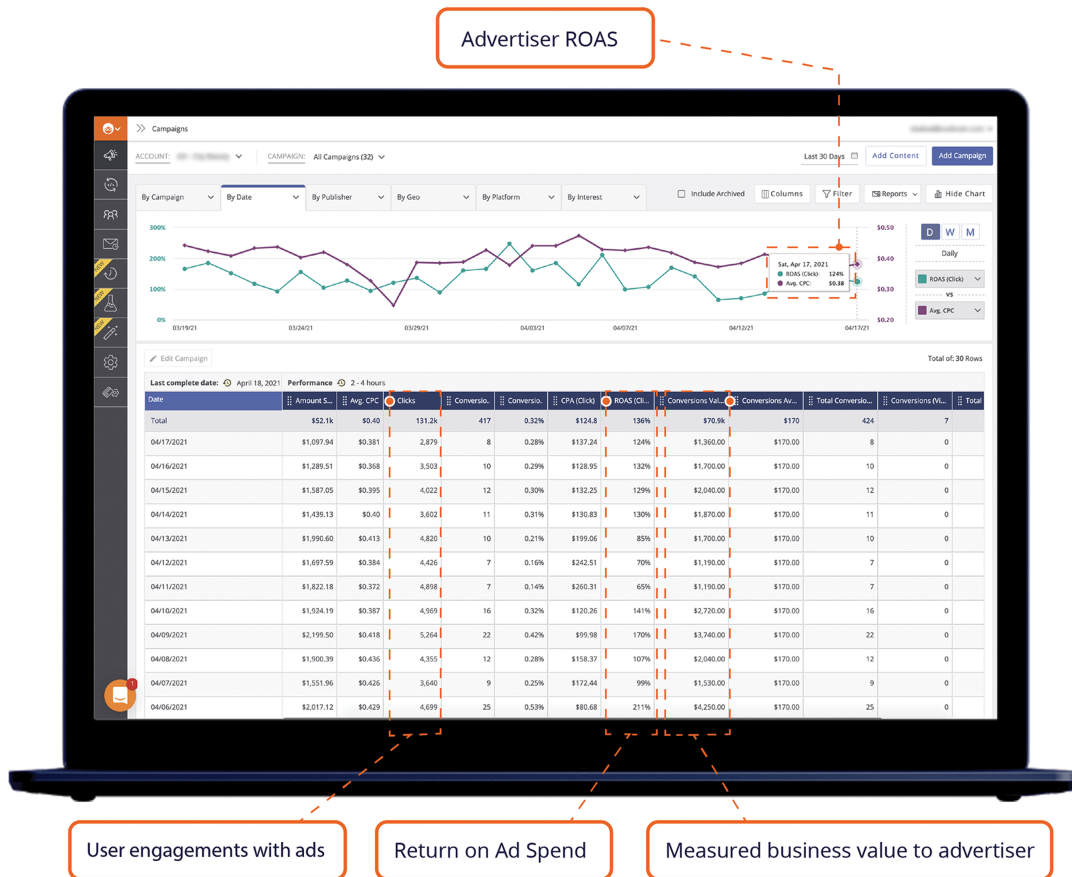 Advertiser ROAS
Campaigns
ACCOUNT:
CAMPAIGN: All Campaigns (32)
Last 30 Days
Add Content
Add Campaign
By Campaign
By Date
By Publisher
By Geo
By Platform
By Interest
Include Archived
Columns
Filter
Reports
Hide Chart
300%
200%
100%
0%
$0.50
$0.40
$0.30
$0.20
Sat, Apr 17, 2021
ROAS (Click): 124%
Avg. CPC: $0.38
03/19/21 03/24/21 03/29/21 04/03/21 04/07/21 04/12/21 04/17/21
D W M
Daily
ROAS (Click)
vs
Avg. CPC
NEW
NEW
NEW
Edit Campaign
Total of: 30 Rows
Last complete date: April 18, 2021 Performance 2 - 4 hours
Date Amount S... Avg. CPC Clicks Conversio.. Conversio.. CPA (Click) ROAS (Cli... Conversions Val... Conversions Av... Total Conversio... Conversions (Vi... Total
Total $52.1k $0.40 131.2k 417 0.32% $124.8 136% $70.9k $170 424 7
04/17/2021 $1,097.94 $0.381 2,879 8 0.28% $137.24 124% $1,360.00 $170.00 8 0
04/16/2021 $1,289.51 $0.368 3,503 10 0.29% $128.95 132% $1,700.00 $170.00 10 0
04/15/2021 $1,587.05 $0.395 4,022 12 0.30% $132.25 129% $2,040.00 $170.00 12 0
04/14/2021 $1,439.13 $0.40 3,602 11 0.31% $130.83 130% $1,870.00 $170.00 11 0
04/13/2021 $1,990.60 $0.413 4,820 10 0.21% $199.06 85% $1,700.00 $170.00 10 0
04/12/2021 $1,697.59 $0.384 4,426 7 0.16% $242.51 70% $1,190.00 $170.00 7 0
04/11/2021 $1,822.18 $0.372 4,898 7 0.14% $260.31 65% $1,190.00 $170.00 7 0
04/10/2021 $1,924.19 $0.387 4,969 16 0.32% $120.26 141% $2,720.00 $170.00 16 0
04/09/2021 $2,199.50 $0.418 5,264 22 0.42% $99.98 170% $3,740.00 $170.00 22 0
04/08/2021 $1,900.39 $0.436 4,355 12 0.28% $158.37 107% $2,040.00 $170.00 12 0
04/07/2021 $1,551.96 $0.426 3,640 9 0.25% $172.44 99% $1,530.00 $170.00 9 0
04/06/2021 $2,017.12 $0.429 4,699 25 0.53% $80.68 211% $4,250.00 $170.00 25 0
1
User engagements with ads
Return on Ad Spend
Measured business value to advertiser